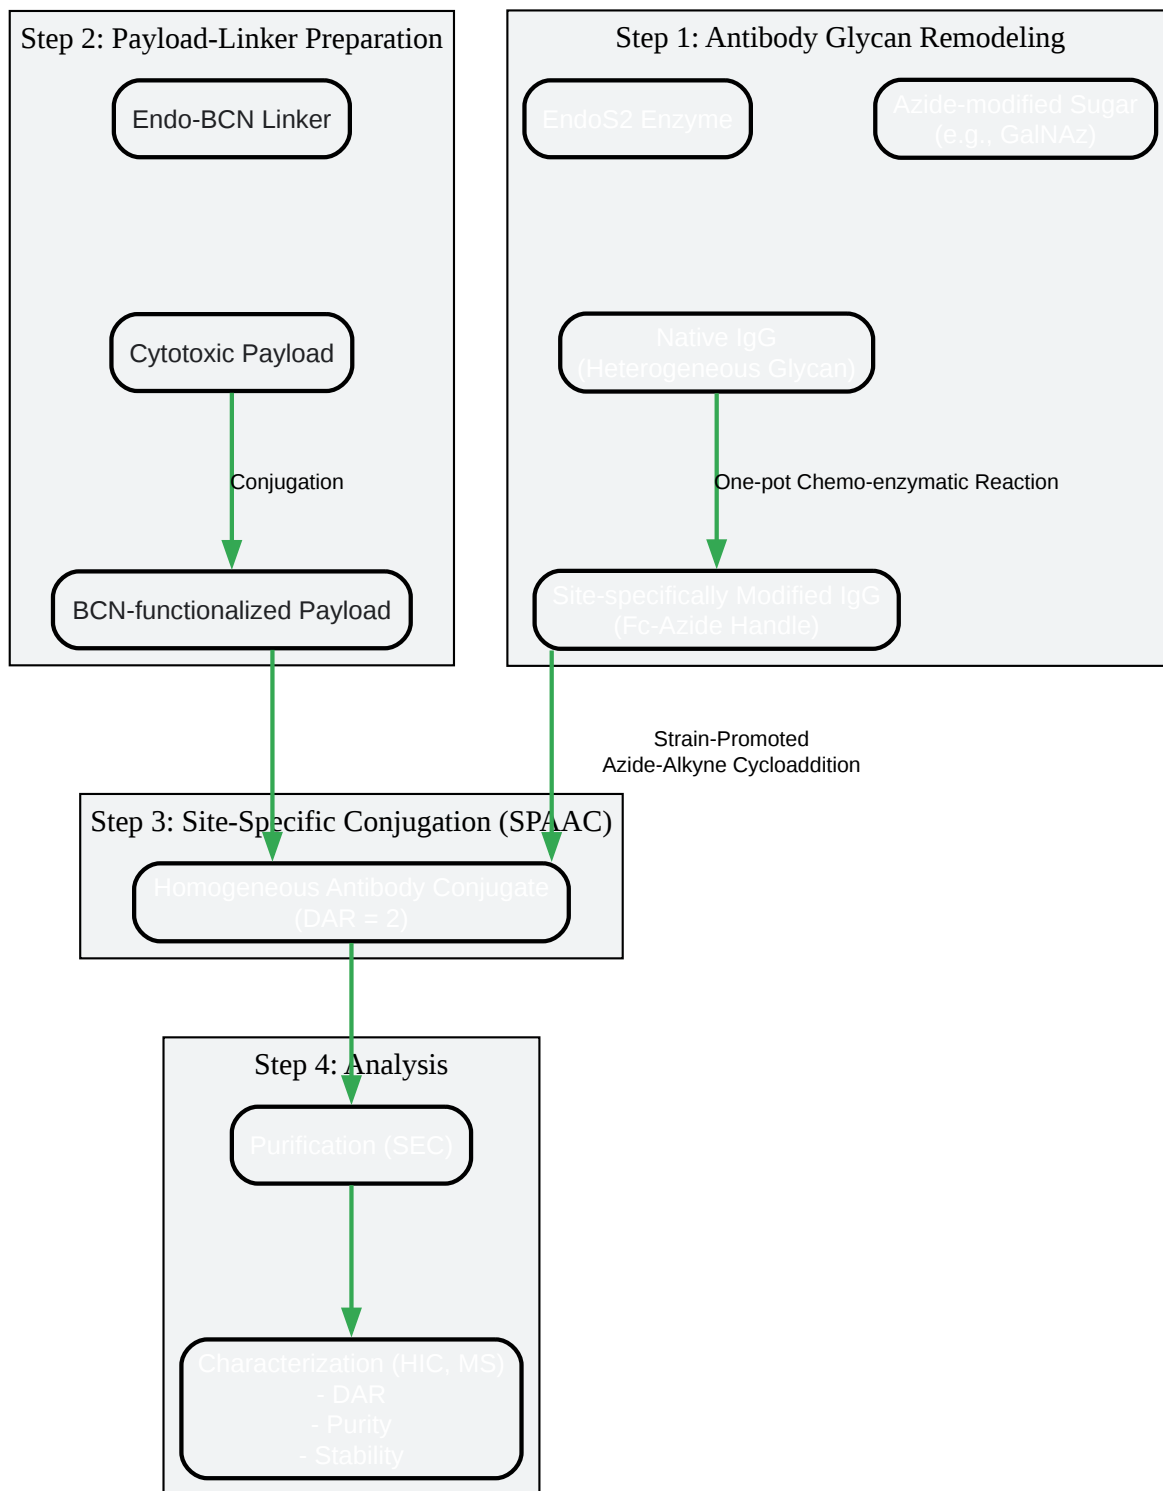 Step 2: Payload-Linker Preparation
Endo-BCN Linker
Cytotoxic Payload
Conjugation
BCN-functionalized Payload
Step 1: Antibody Glycan Remodeling
EndoS2 Enzyme
Azide-modified Sugar
(e.g., GalNAz)
Native IgG
(Heterogeneous Glycan)
One-pot Chemo-enzymatic Reaction
Site-specifically Modified IgG
(Fc-Azide Handle)
Strain-Promoted
Azide-Alkyne Cycloaddition
Step 3: Site-Specific Conjugation (SPAAC)
Homogeneous Antibody Conjugate
(DAR = 2)
Step 4: Analysis
Purification (SEC)
Characterization (HIC, MS)
- DAR
- Purity
- Stability